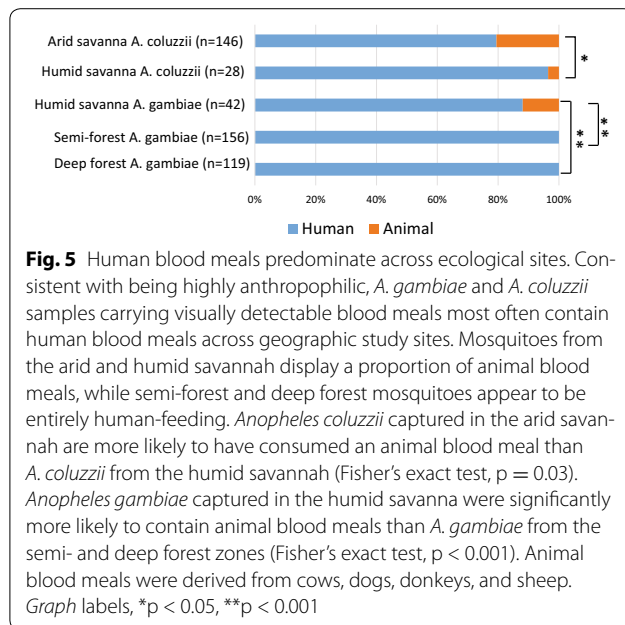 Arid savanna A. coluzzii (n=146)
*
Humid savanna A. coluzzii (n=28)
Humid savanna A. gambiae (n=42)
Semi-forest A. gambiae (n=156)
**
**
Deep forest A. gambiae (n=119)
0% 20% 40% 60% 80% 100%
Human Animal
Fig. 5 Human blood meals predominate across ecological sites. Con-
sistent with being highly anthropophilic, A. gambiae and A. coluzzii
samples carrying visually detectable blood meals most often contain
human blood meals across geographic study sites. Mosquitoes from
the arid and humid savannah display a proportion of animal blood
meals, while semi-forest and deep forest mosquitoes appear to be
entirely human-feeding. Anopheles coluzzii captured in the arid savan-
nah are more likely to have consumed an animal blood meal than
A. coluzzii from the humid savannah (Fisher's exact test, p = 0.03).
Anopheles gambiae captured in the humid savanna were significantly
more likely to contain animal blood meals than A. gambiae from the
semi- and deep forest zones (Fisher's exact test, p < 0.001). Animal
blood meals were derived from cows, dogs, donkeys, and sheep.
Graph labels, *p < 0.05, **p < 0.001